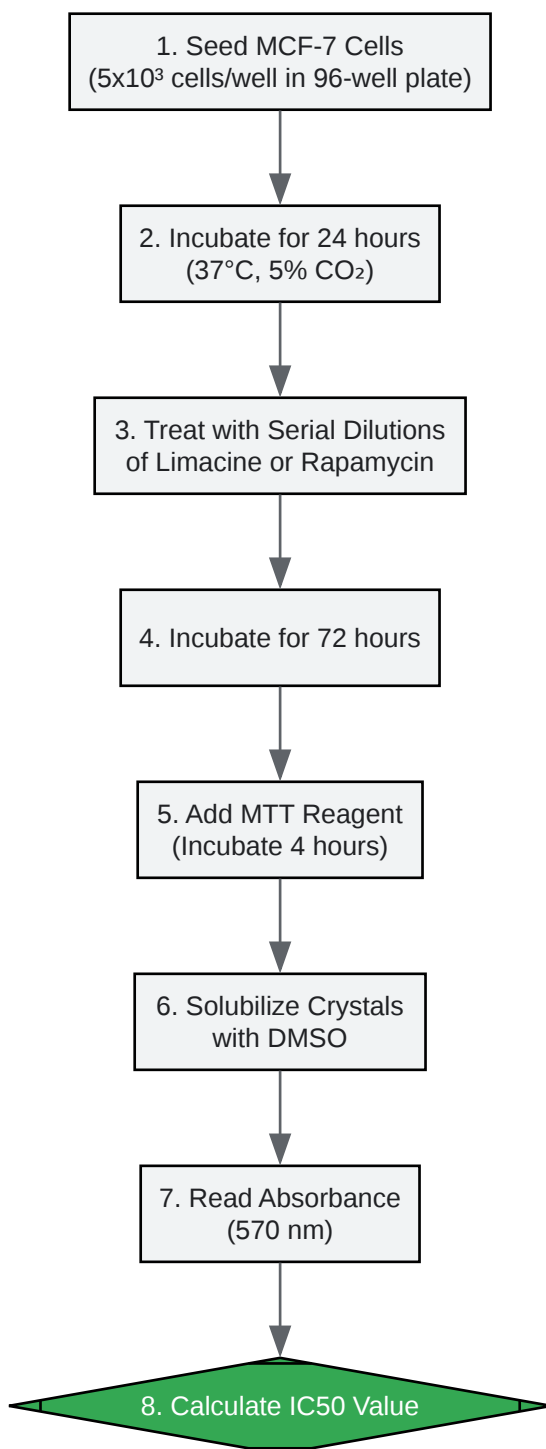 1. Seed MCF-7 Cells
(5x10³ cells/well in 96-well plate)
2. Incubate for 24 hours
(37°C, 5% CO₂)
3. Treat with Serial Dilutions
of Limacine or Rapamycin
4. Incubate for 72 hours
5. Add MTT Reagent
(Incubate 4 hours)
6. Solubilize Crystals
with DMSO
7. Read Absorbance
(570 nm)
8. Calculate IC50 Value